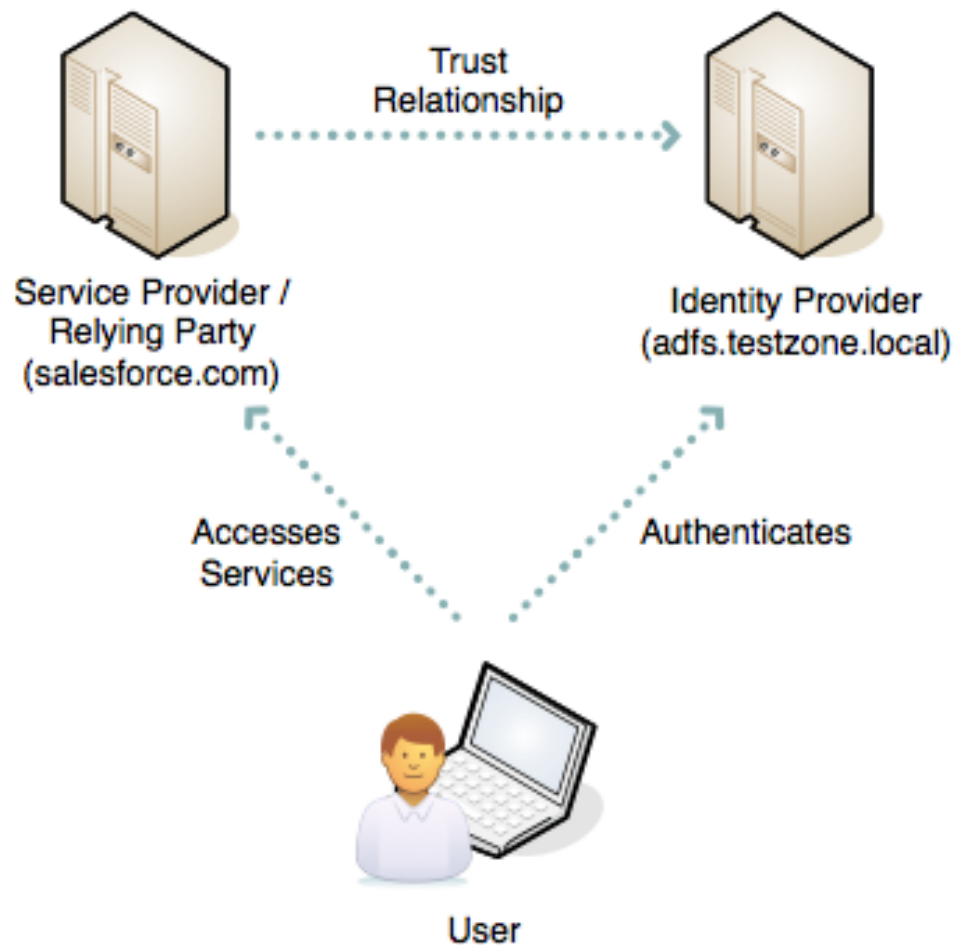 Trust
Relationship
Service Provider /
Relying Party
(salesforce.com)
Identity Provider
(adfs.testzone.local)
Accesses
Services
Authenticates
User